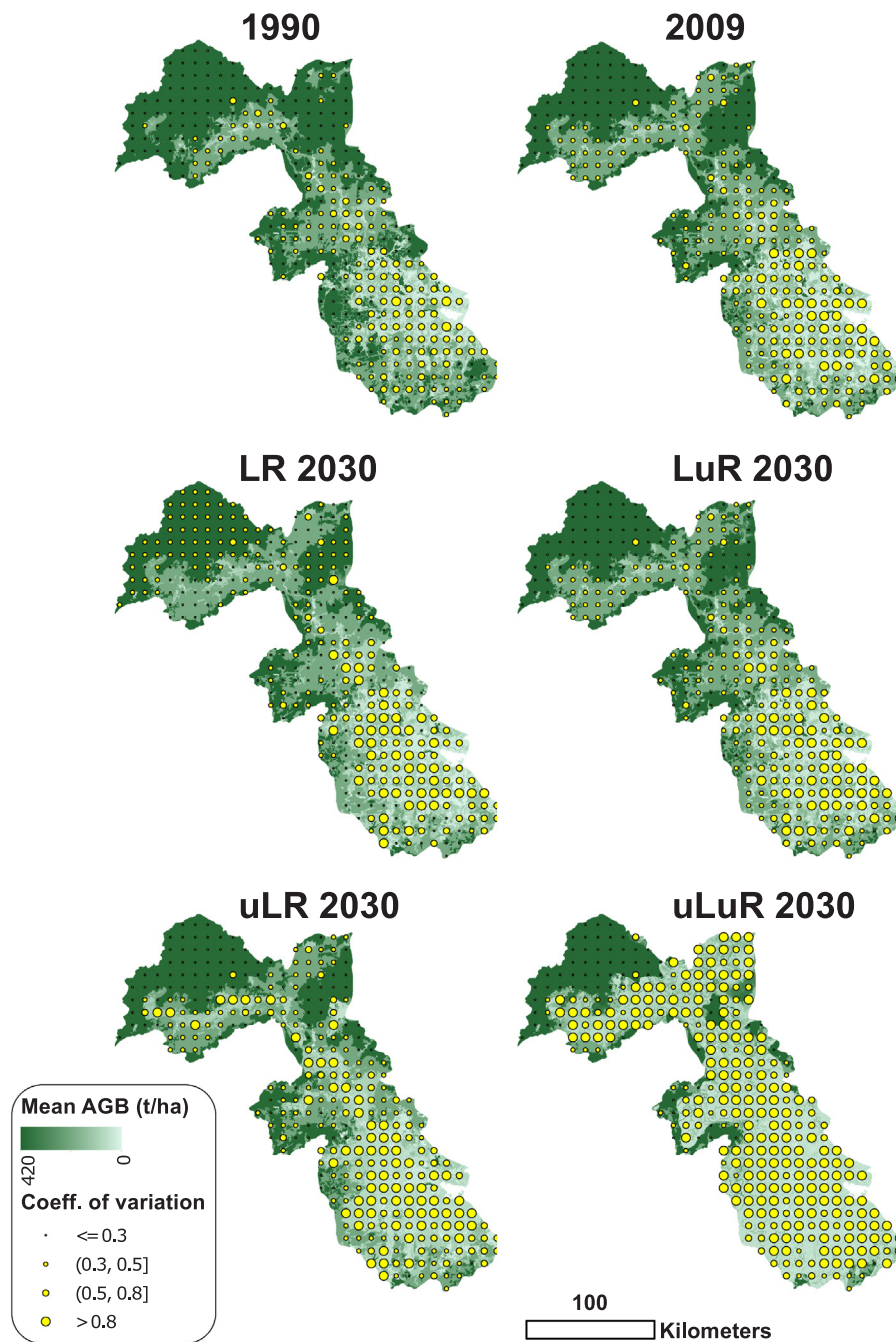 1990
2009
LR 2030
LuR 2030
uLR 2030
uLuR 2030
Mean AGB (t/ha)
420
0
Coeff. of variation
<= 0.3
(0.3, 0.5]
(0.5, 0.8]
> 0.8
100
Kilometers